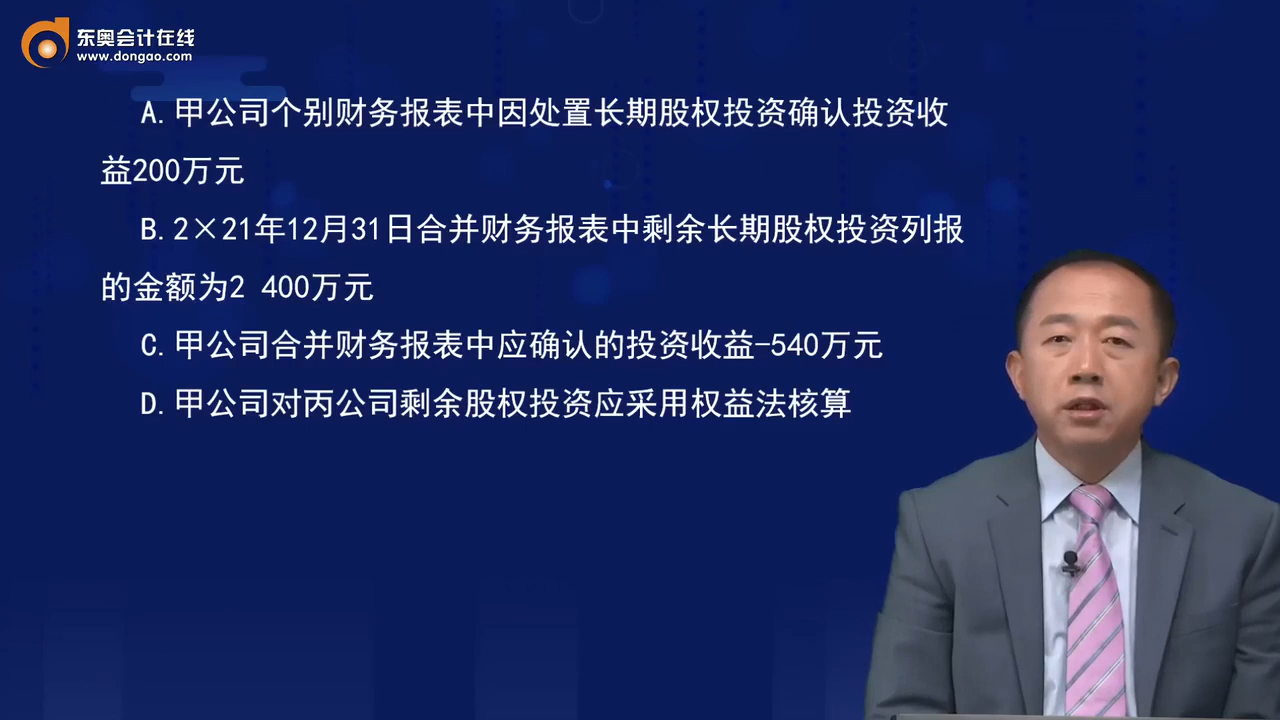 东奥会计在线
www.dongao.com
A.甲公司个别财务报表中因处置长期股权投资确认投资收
益200万元
B.2×21年12月31日合并财务报表中剩余长期股权投资列报
的金额为2 400万元
C.甲公司合并财务报表中应确认的投资收益-540万元
D.甲公司对丙公司剩余股权投资应采用权益法核算